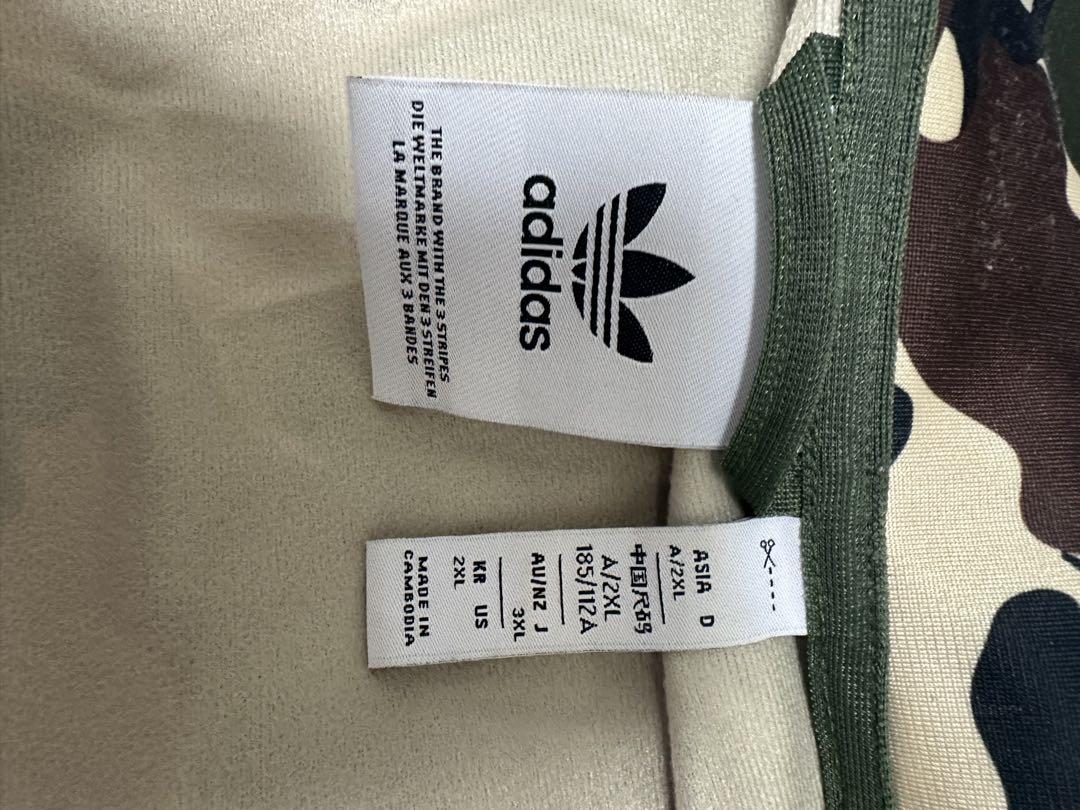 adidas
THE BRAND WITH THE 3 STRIPES
DIE WELTMARKE MIT DEN 3 STREIFEN
LA MARQUE AUX 3 BANDES
ASIA D
A/2XL
中国尺码
A/2XL
185/112A
AU/NZ J
3XL
KR US
2XL
MADE IN
CAMBODIA